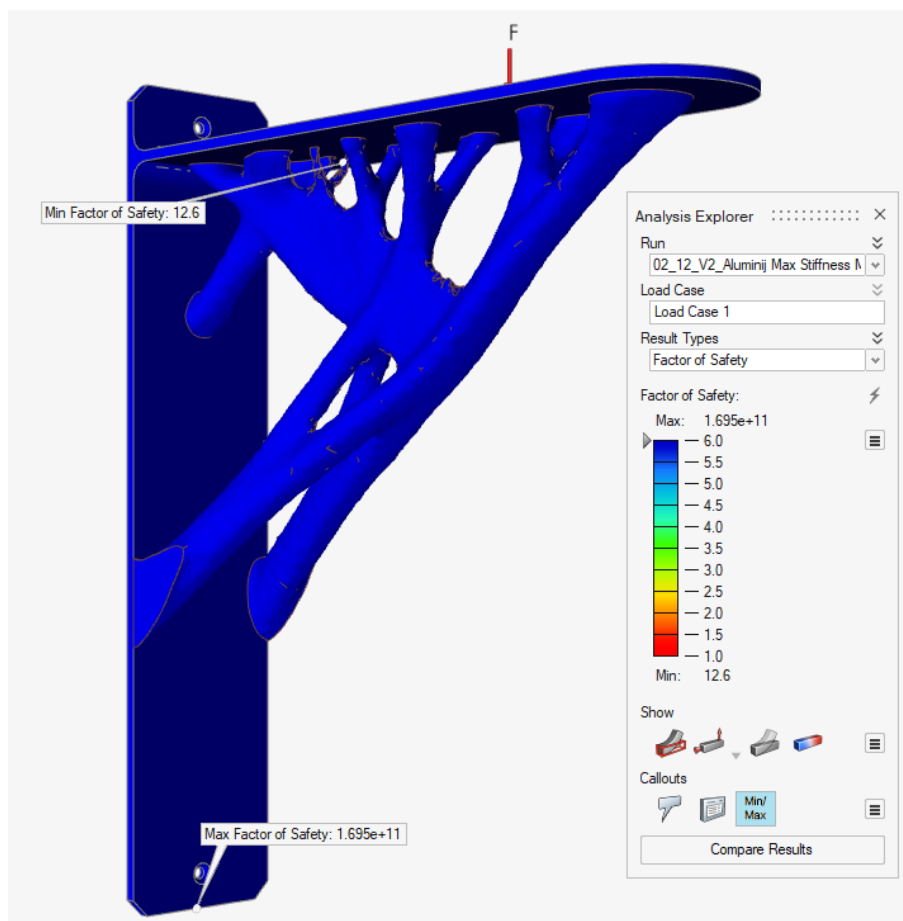 F
Min Factor of Safety: 12.6
Max Factor of Safety: 1.695e+11
Analysis Explorer
Run
02_12_V2_Aluminij Max Stiffness
Load Case
Load Case 1
Result Types
Factor of Safety
Factor of Safety:
Max: 1.695e+11
6.0
5.5
5.0
4.5
4.0
3.5
3.0
2.5
2.0
1.5
1.0
Min: 12.6
Show
Callouts
Min/
Max
Compare Results